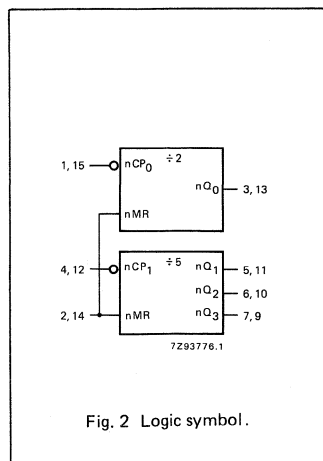 1, 15 nCP0 ÷2
nQ0 3, 13
nMR
4, 12 nCP1 ÷5 nQ1 5, 11
nQ2 6, 10
2, 14 nMR nQ3 7, 9
7Z93776.1
Fig. 2 Logic symbol.